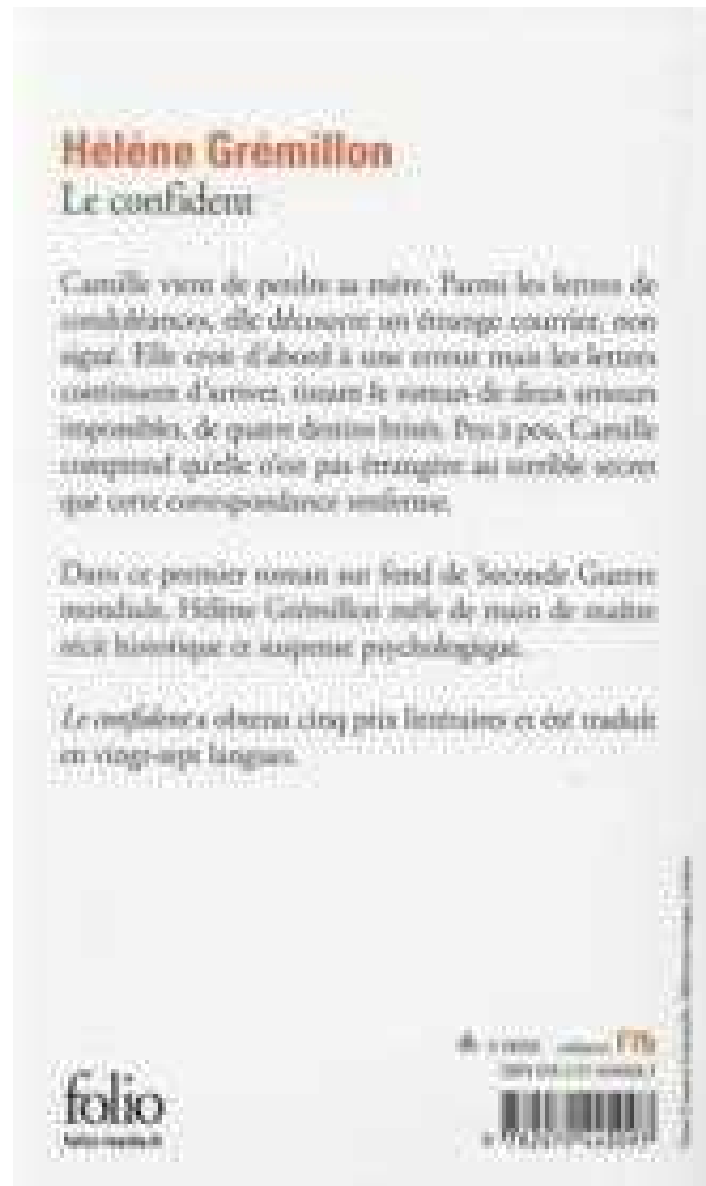 Hélène Grémillon
Le confident
Camille vient de perdre sa mère. Parmi les lettres de
condoléances, elle découvre un étrange courrier, non
signé. Elle croit d'abord à une erreur mais les lettres
continuent d'arriver, tissant le roman de deux amours
impossibles, de quatre destins brisés. Peu à peu, Camille
comprend qu'elle n'est pas étrangère au terrible secret
que cette correspondance renferme.
Dans ce premier roman sur fond de Seconde Guerre
mondiale, Hélène Grémillon mêle de main de maître
récit historique et suspense psychologique.
Le confident a obtenu cinq prix littéraires et été traduit
en vingt-sept langues.
folio